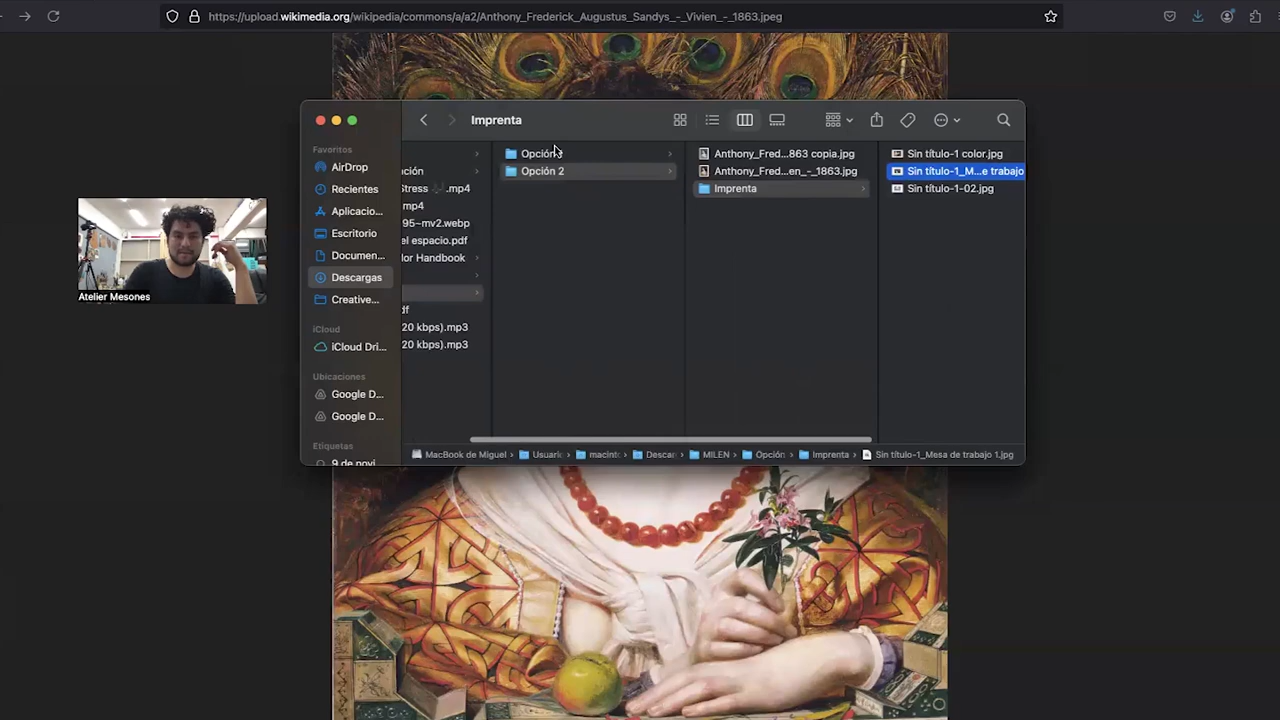 https://upload.wikimedia.org/wikipedia/commons/a/a2/Anthony_Frederick_Augustus_Sandys_-_Vivien_-_1863.jpeg
Imprenta
Favoritos
AirDrop
Recientes
Aplicacio...
Escritorio
Documen...
Descargas
Creative...
iCloud
iCloud Dri...
Ubicaciones
Google D...
Google D...
Etiquetas
9 de novi
ución
Stress .mp4
mp4
95~mv2.webp
el espacio.pdf
lor Handbook
df
20 kbps).mp3
20 kbps).mp3
Opción
Opción 2
Anthony_Fred...863 copia.jpg
Anthony_Fred...en_-_1863.jpg
Imprenta
Sin título-1 color.jpg
Sin título-1_M...e trabajo
Sin título-1-02.jpg
MacBook de Miguel
Usuari
macint
Descar
MILEN
Opción
Imprenta
Sin título-1_Mesa de trabajo 1.jpg
Atelier Mesones